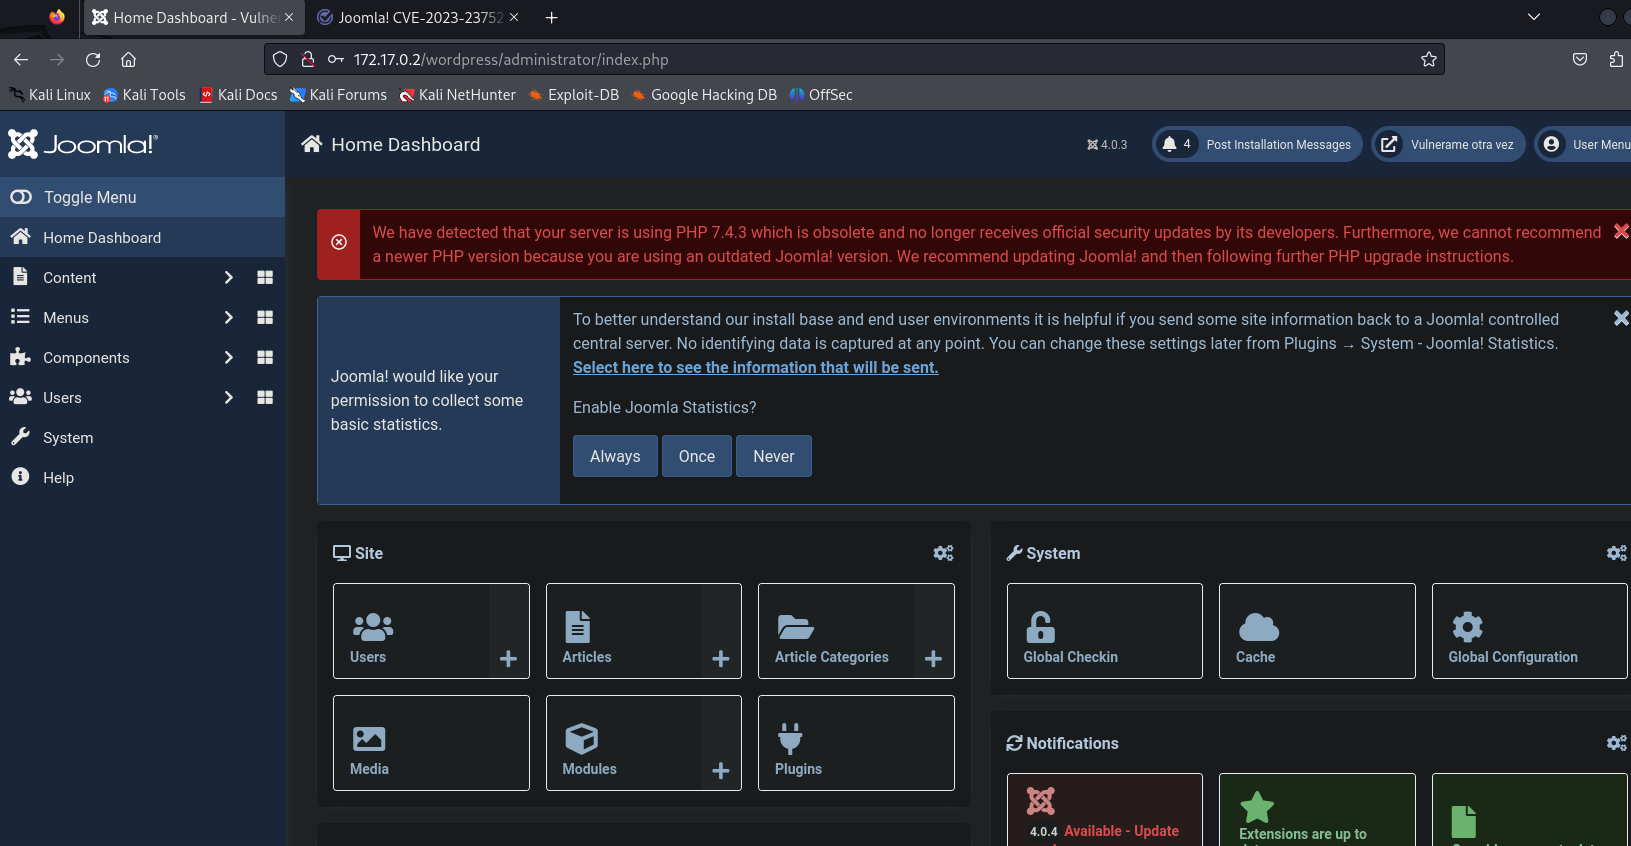 Home Dashboard - Vulne
Joomla! CVE-2023-23752
172.17.0.2/wordpress/administrator/index.php
Kali Linux
Kali Tools
Kali Docs
Kali Forums
Kali NetHunter
Exploit-DB
Google Hacking DB
OffSec
Joomla!®
Home Dashboard
4.0.3
4
Post Installation Messages
Vulnerame otra vez
User Menu
Toggle Menu
Home Dashboard
Content
Menus
Components
Users
System
Help
We have detected that your server is using PHP 7.4.3 which is obsolete and no longer receives official security updates by its developers. Furthermore, we cannot recommend
a newer PHP version because you are using an outdated Joomla! version. We recommend updating Joomla! and then following further PHP upgrade instructions.
Joomla! would like your
permission to collect some
basic statistics.
To better understand our install base and end user environments it is helpful if you send some site information back to a Joomla! controlled
central server. No identifying data is captured at any point. You can change these settings later from Plugins → System - Joomla! Statistics.
Select here to see the information that will be sent.
Enable Joomla Statistics?
Always
Once
Never
Site
Users
Articles
Article Categories
Media
Modules
Plugins
System
Global Checkin
Cache
Global Configuration
Notifications
4.0.4 Available - Update
Extensions are up to